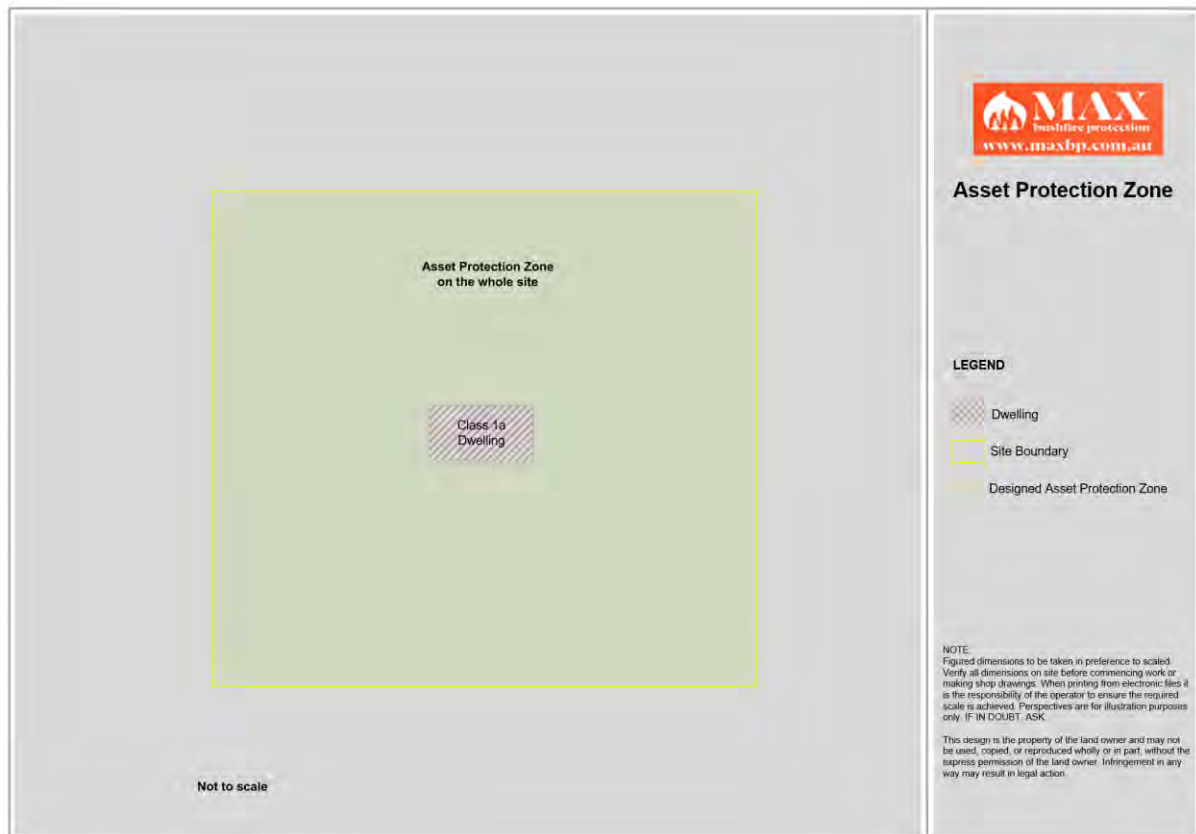 Asset Protection Zone
on the whole site
Class 1a
Dwelling
Not to scale
MAX
bushfire protection
www.maxbp.com.au
Asset Protection Zone
LEGEND
Dwelling
Site Boundary
Designed Asset Protection Zone
NOTE:
Figured dimensions to be taken in preference to scaled.
Verify all dimensions on site before commencing work or
making shop drawings. When printing from electronic files it
is the responsibility of the operator to ensure the required
scale is achieved. Perspectives are for illustration purposes
only. IF IN DOUBT, ASK
This design is the property of the land owner and may not
be used, copied, or reproduced wholly or in part, without the
express permission of the land owner. Infringement in any
way may result in legal action.